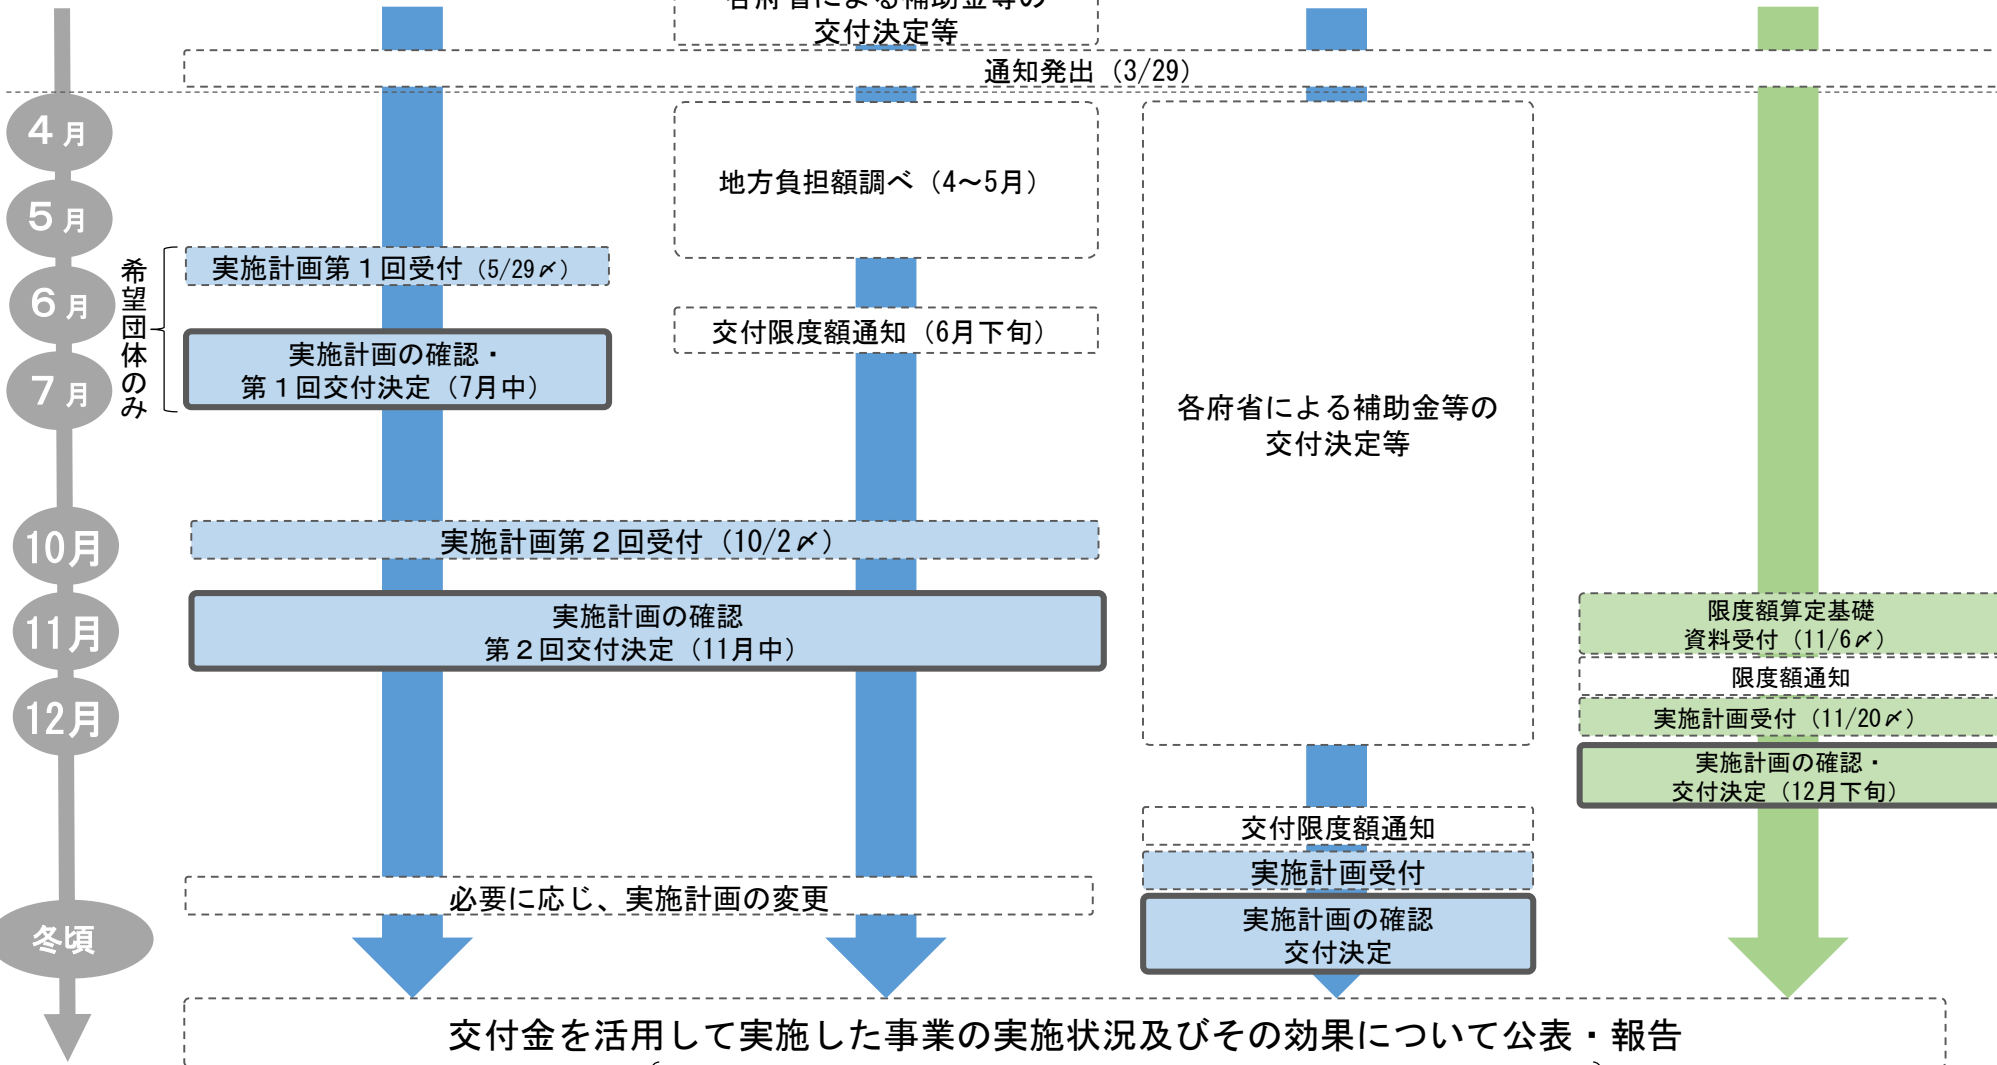 各府省による補助金等の
交付決定等
通知発出（3/29）
4月
5月
6月
7月
10月
11月
12月
冬頃
希望団体のみ
実施計画第１回受付（5/29〆）
実施計画の確認・
第１回交付決定（7月中）
地方負担額調べ（4～5月）
交付限度額通知（6月下旬）
実施計画第２回受付（10/2〆）
実施計画の確認
第２回交付決定（11月中）
必要に応じ、実施計画の変更
各府省による補助金等の
交付決定等
交付限度額通知
実施計画受付
実施計画の確認
交付決定
限度額算定基礎
資料受付（11/6〆）
限度額通知
実施計画受付（11/20〆）
実施計画の確認・
交付決定（12月下旬）
交付金を活用して実施した事業の実施状況及びその効果について公表・報告